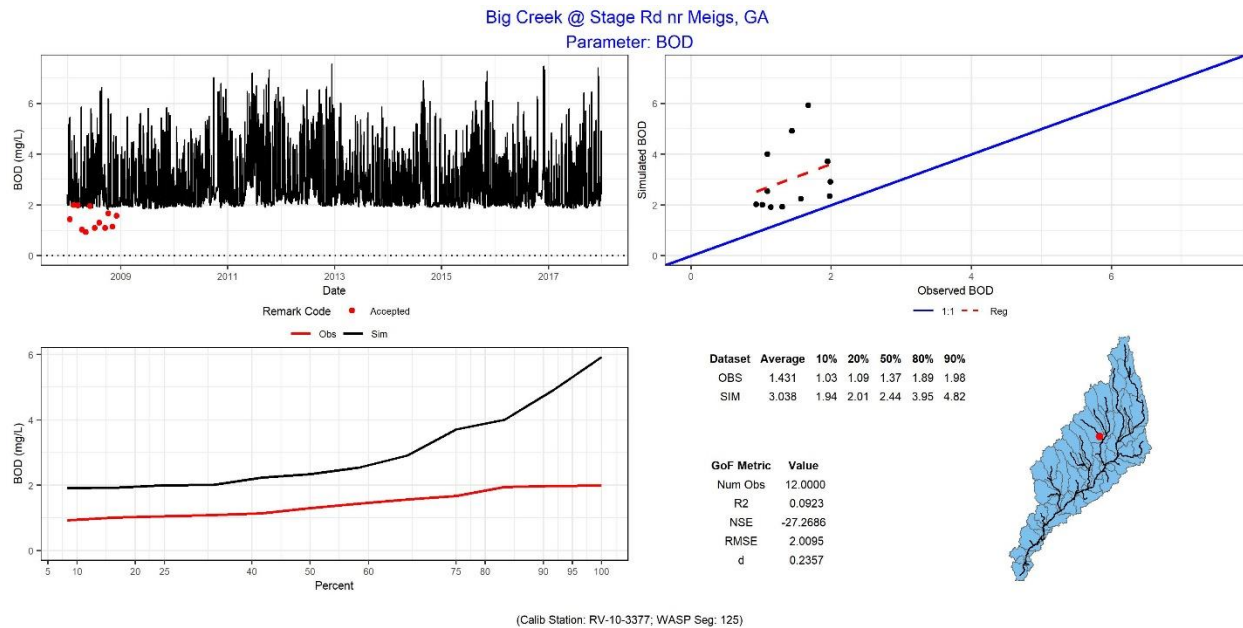 Big Creek @ Stage Rd nr Meigs, GA
Parameter: BOD
BOD (mg/L)
6
4
2
0
2009 2011 2013 2015 2017
Date
Remark Code Accepted
Simulated BOD
6
4
2
0
0 2 4 6
Observed BOD
1:1 Reg
Obs Sim
BOD (mg/L)
6
4
2
0
5 10 25 40 50 60 75 80 90 95 100
Percent
Dataset Average 10% 20% 50% 80% 90%
OBS 1.431 1.03 1.09 1.37 1.89 1.98
SIM 3.038 1.94 2.01 2.44 3.95 4.82
GoF Metric Value
Num Obs 12.0000
R2 0.0923
NSE -27.2686
RMSE 2.0095
d 0.2357
(Calib Station: RV-10-3377; WASP Seg: 125)